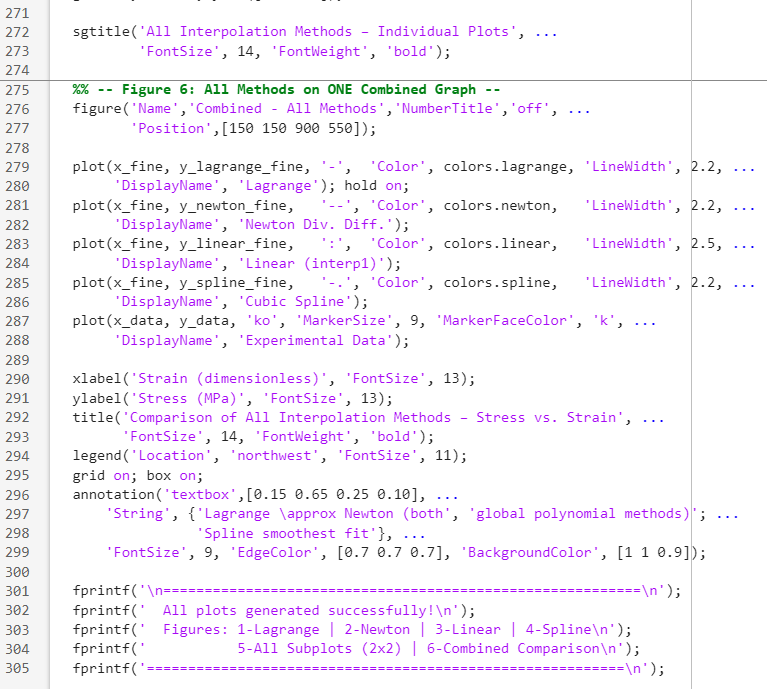 271
272 sgtitle('All Interpolation Methods – Individual Plots', ...
273 'FontSize', 14, 'FontWeight', 'bold');
274
275 %% -- Figure 6: All Methods on ONE Combined Graph --
276 figure('Name','Combined - All Methods','NumberTitle','off', ...
277 'Position',[150 150 900 550]);
278
279 plot(x_fine, y_lagrange_fine, '-', 'Color', colors.lagrange, 'LineWidth', 2.2, ...
280 'DisplayName', 'Lagrange'); hold on;
281 plot(x_fine, y_newton_fine, '--', 'Color', colors.newton, 'LineWidth', 2.2, ...
282 'DisplayName', 'Newton Div. Diff.');
283 plot(x_fine, y_linear_fine, ':', 'Color', colors.linear, 'LineWidth', 2.5, ...
284 'DisplayName', 'Linear (interp1)');
285 plot(x_fine, y_spline_fine, '-.', 'Color', colors.spline, 'LineWidth', 2.2, ...
286 'DisplayName', 'Cubic Spline');
287 plot(x_data, y_data, 'ko', 'MarkerSize', 9, 'MarkerFaceColor', 'k', ...
288 'DisplayName', 'Experimental Data');
289
290 xlabel('Strain (dimensionless)', 'FontSize', 13);
291 ylabel('Stress (MPa)', 'FontSize', 13);
292 title('Comparison of All Interpolation Methods – Stress vs. Strain', ...
293 'FontSize', 14, 'FontWeight', 'bold');
294 legend('Location', 'northwest', 'FontSize', 11);
295 grid on; box on;
296 annotation('textbox',[0.15 0.65 0.25 0.10], ...
297 'String', {'Lagrange \approx Newton (both', 'global polynomial methods)'; ...
298 'Spline smoothest fit'}, ...
299 'FontSize', 9, 'EdgeColor', [0.7 0.7 0.7], 'BackgroundColor', [1 1 0.9]);
300
301 fprintf('\n==========================================================\n');
302 fprintf('  All plots generated successfully!\n');
303 fprintf('  Figures: 1-Lagrange | 2-Newton | 3-Linear | 4-Spline\n');
304 fprintf('           5-All Subplots (2x2) | 6-Combined Comparison\n');
305 fprintf('==========================================================\n');